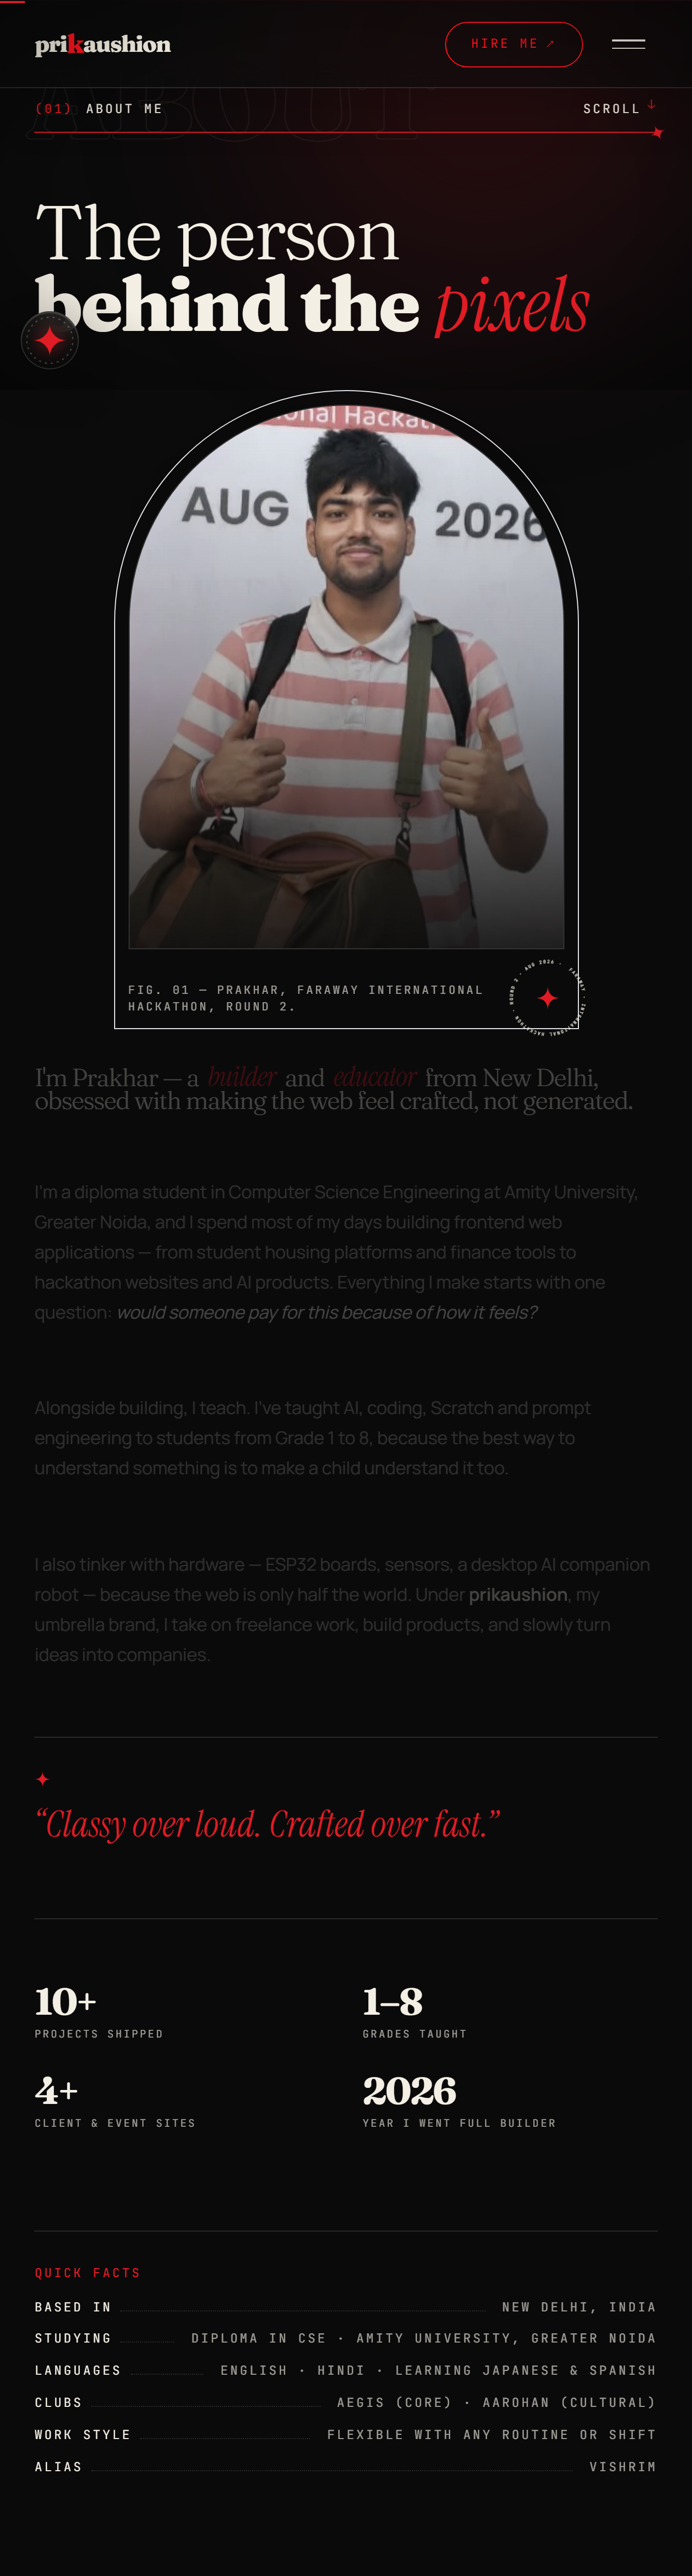 prikaushion
HIRE ME ↗
ABOUT
(01) ABOUT ME
SCROLL ↓
The person
behind the pixels
onal Hackat
AUG 2026
FIG. 01 — PRAKHAR, FARAWAY INTERNATIONAL
HACKATHON, ROUND 2.
FARAWAY · INTERNATIONAL HACKATHON · ROUND 2 · AUG 2026 ·
I'm Prakhar — a builder and educator from New Delhi,
obsessed with making the web feel crafted, not generated.
I'm a diploma student in Computer Science Engineering at Amity University,
Greater Noida, and I spend most of my days building frontend web
applications — from student housing platforms and finance tools to
hackathon websites and AI products. Everything I make starts with one
question: would someone pay for this because of how it feels?
Alongside building, I teach. I've taught AI, coding, Scratch and prompt
engineering to students from Grade 1 to 8, because the best way to
understand something is to make a child understand it too.
I also tinker with hardware — ESP32 boards, sensors, a desktop AI companion
robot — because the web is only half the world. Under prikaushion, my
umbrella brand, I take on freelance work, build products, and slowly turn
ideas into companies.
“Classy over loud. Crafted over fast.”
10+
PROJECTS SHIPPED
1–8
GRADES TAUGHT
4+
CLIENT & EVENT SITES
2026
YEAR I WENT FULL BUILDER
QUICK FACTS
BASED IN NEW DELHI, INDIA
STUDYING DIPLOMA IN CSE · AMITY UNIVERSITY, GREATER NOIDA
LANGUAGES ENGLISH · HINDI · LEARNING JAPANESE & SPANISH
CLUBS AEGIS (CORE) · AAROHAN (CULTURAL)
WORK STYLE FLEXIBLE WITH ANY ROUTINE OR SHIFT
ALIAS VISHRIM